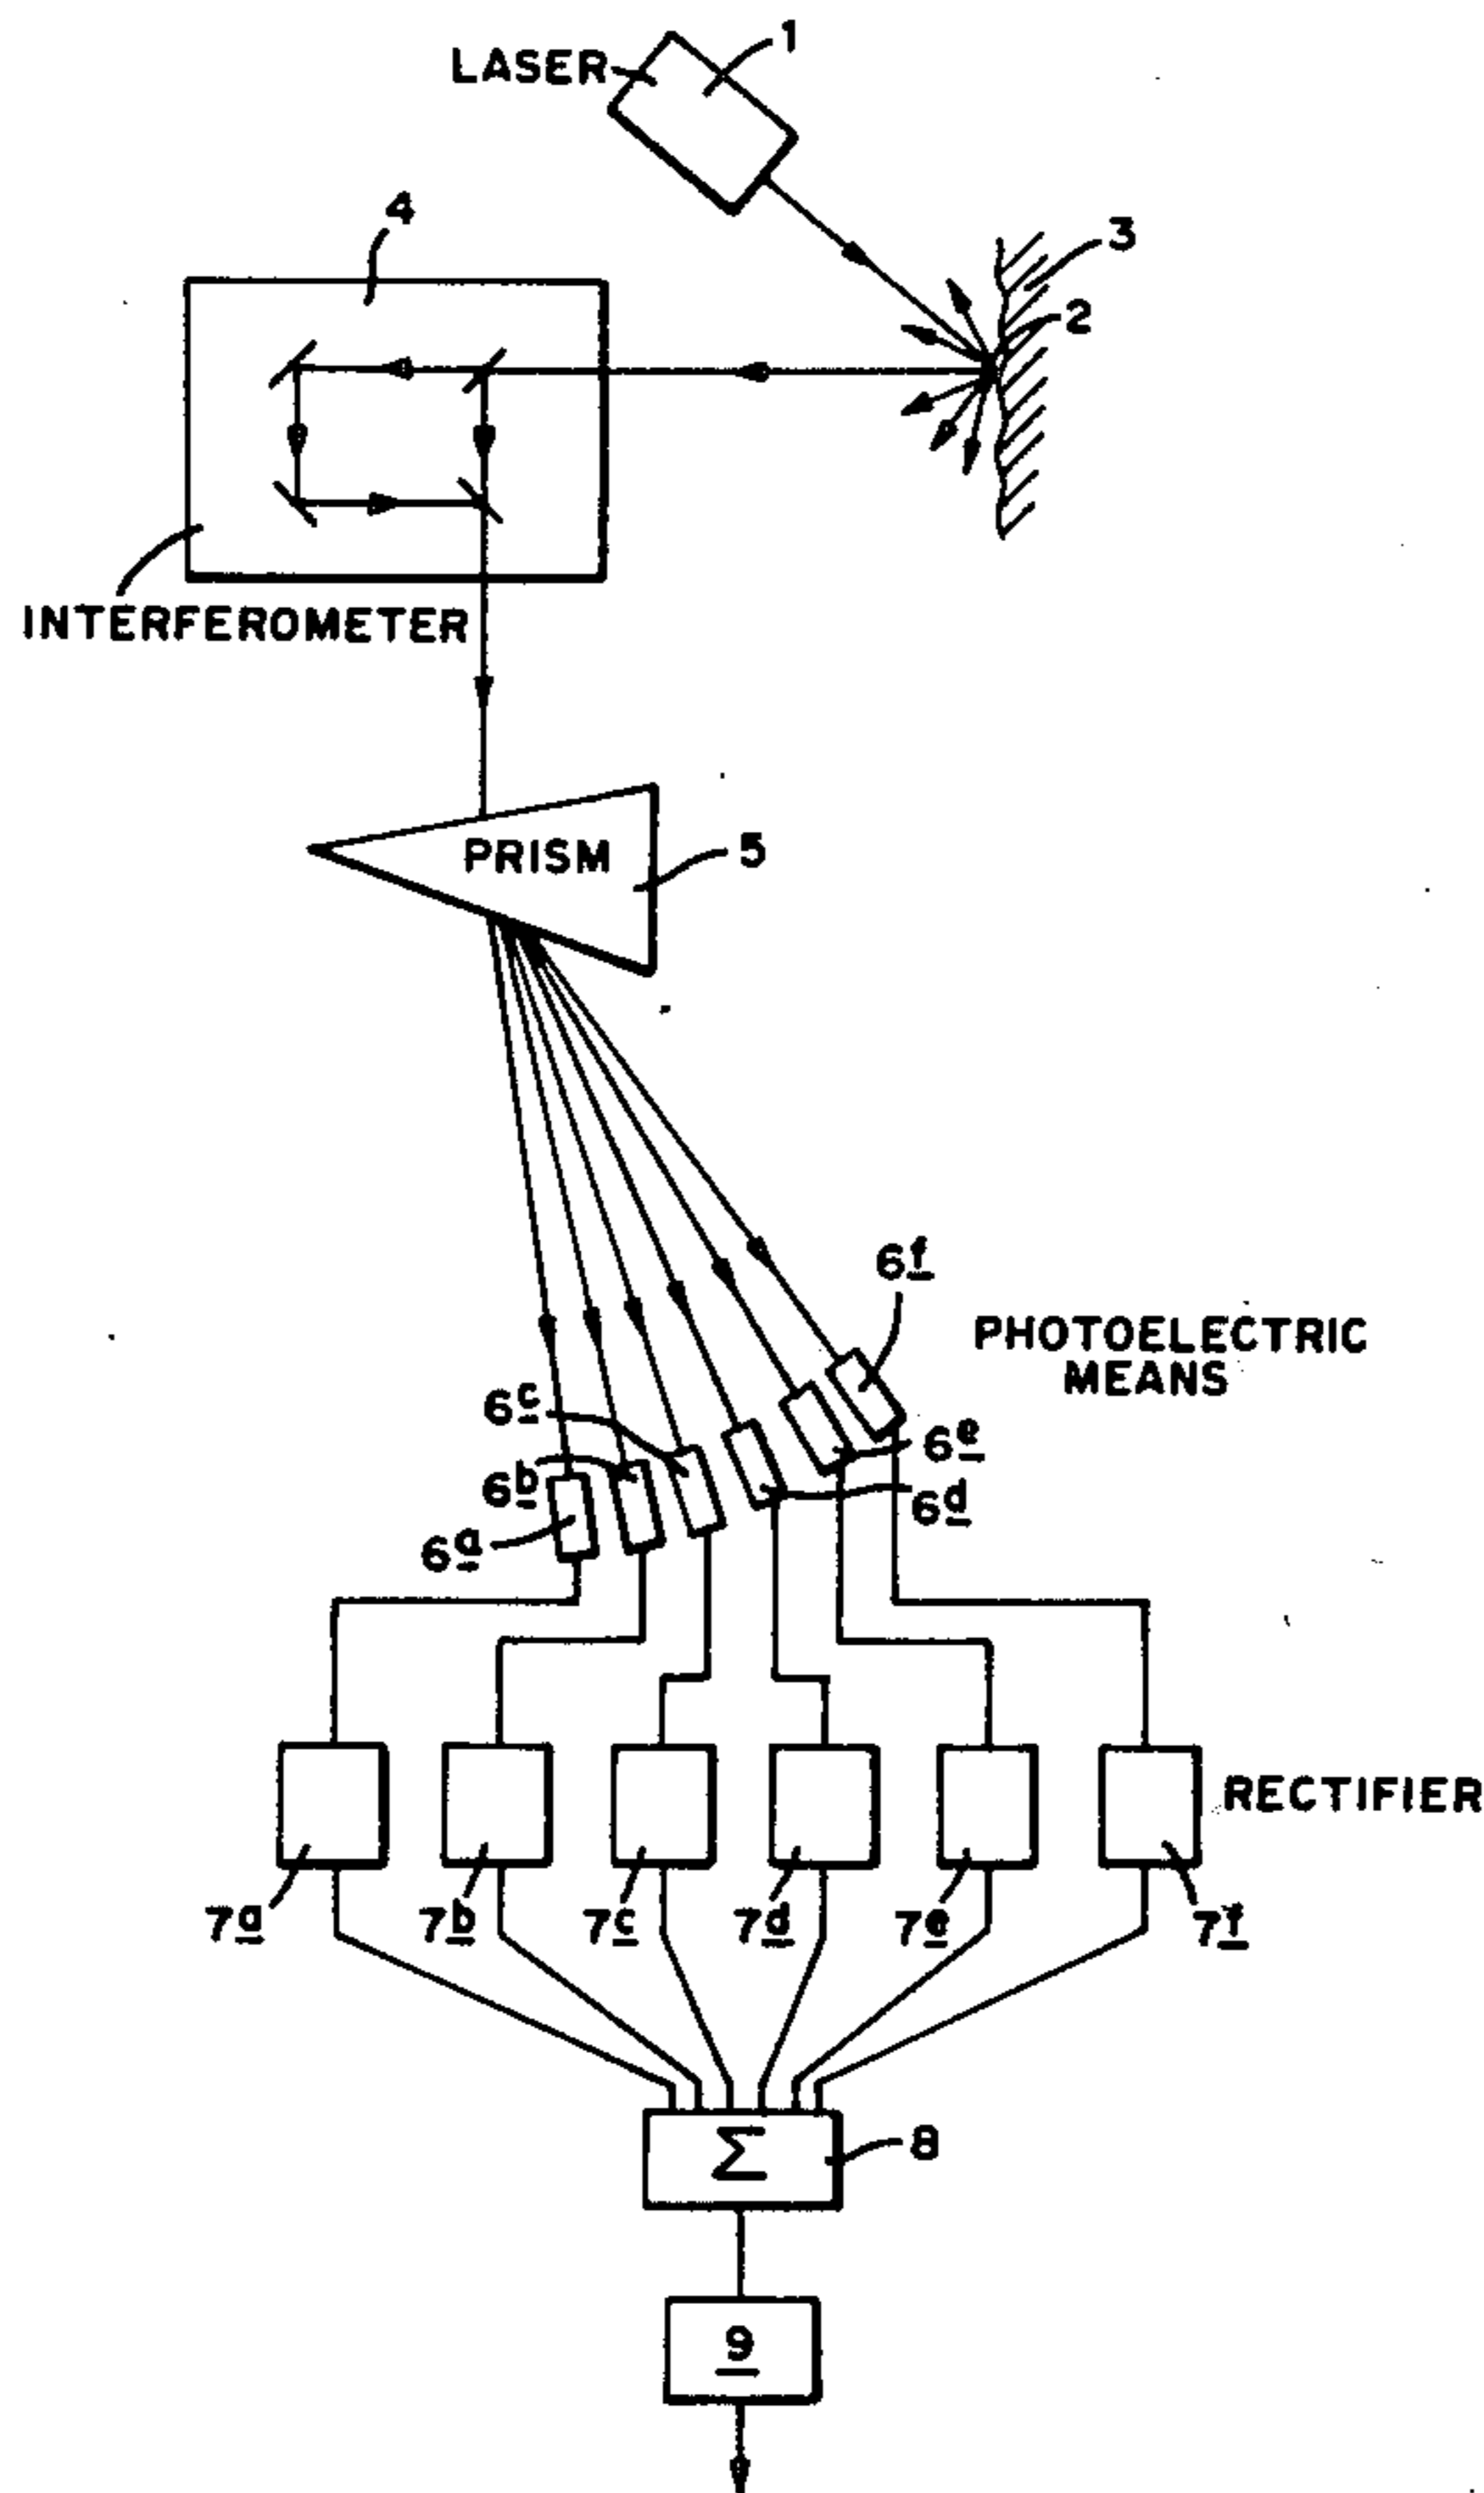 LASER
1
4
3
2
INTERFEROMETER
PRISM
5
6f
PHOTOELECTRIC
MEANS
6c
6e
6b
6d
6a
RECTIFIER
7a
7b
7c
7d
7e
7f
Σ
8
9